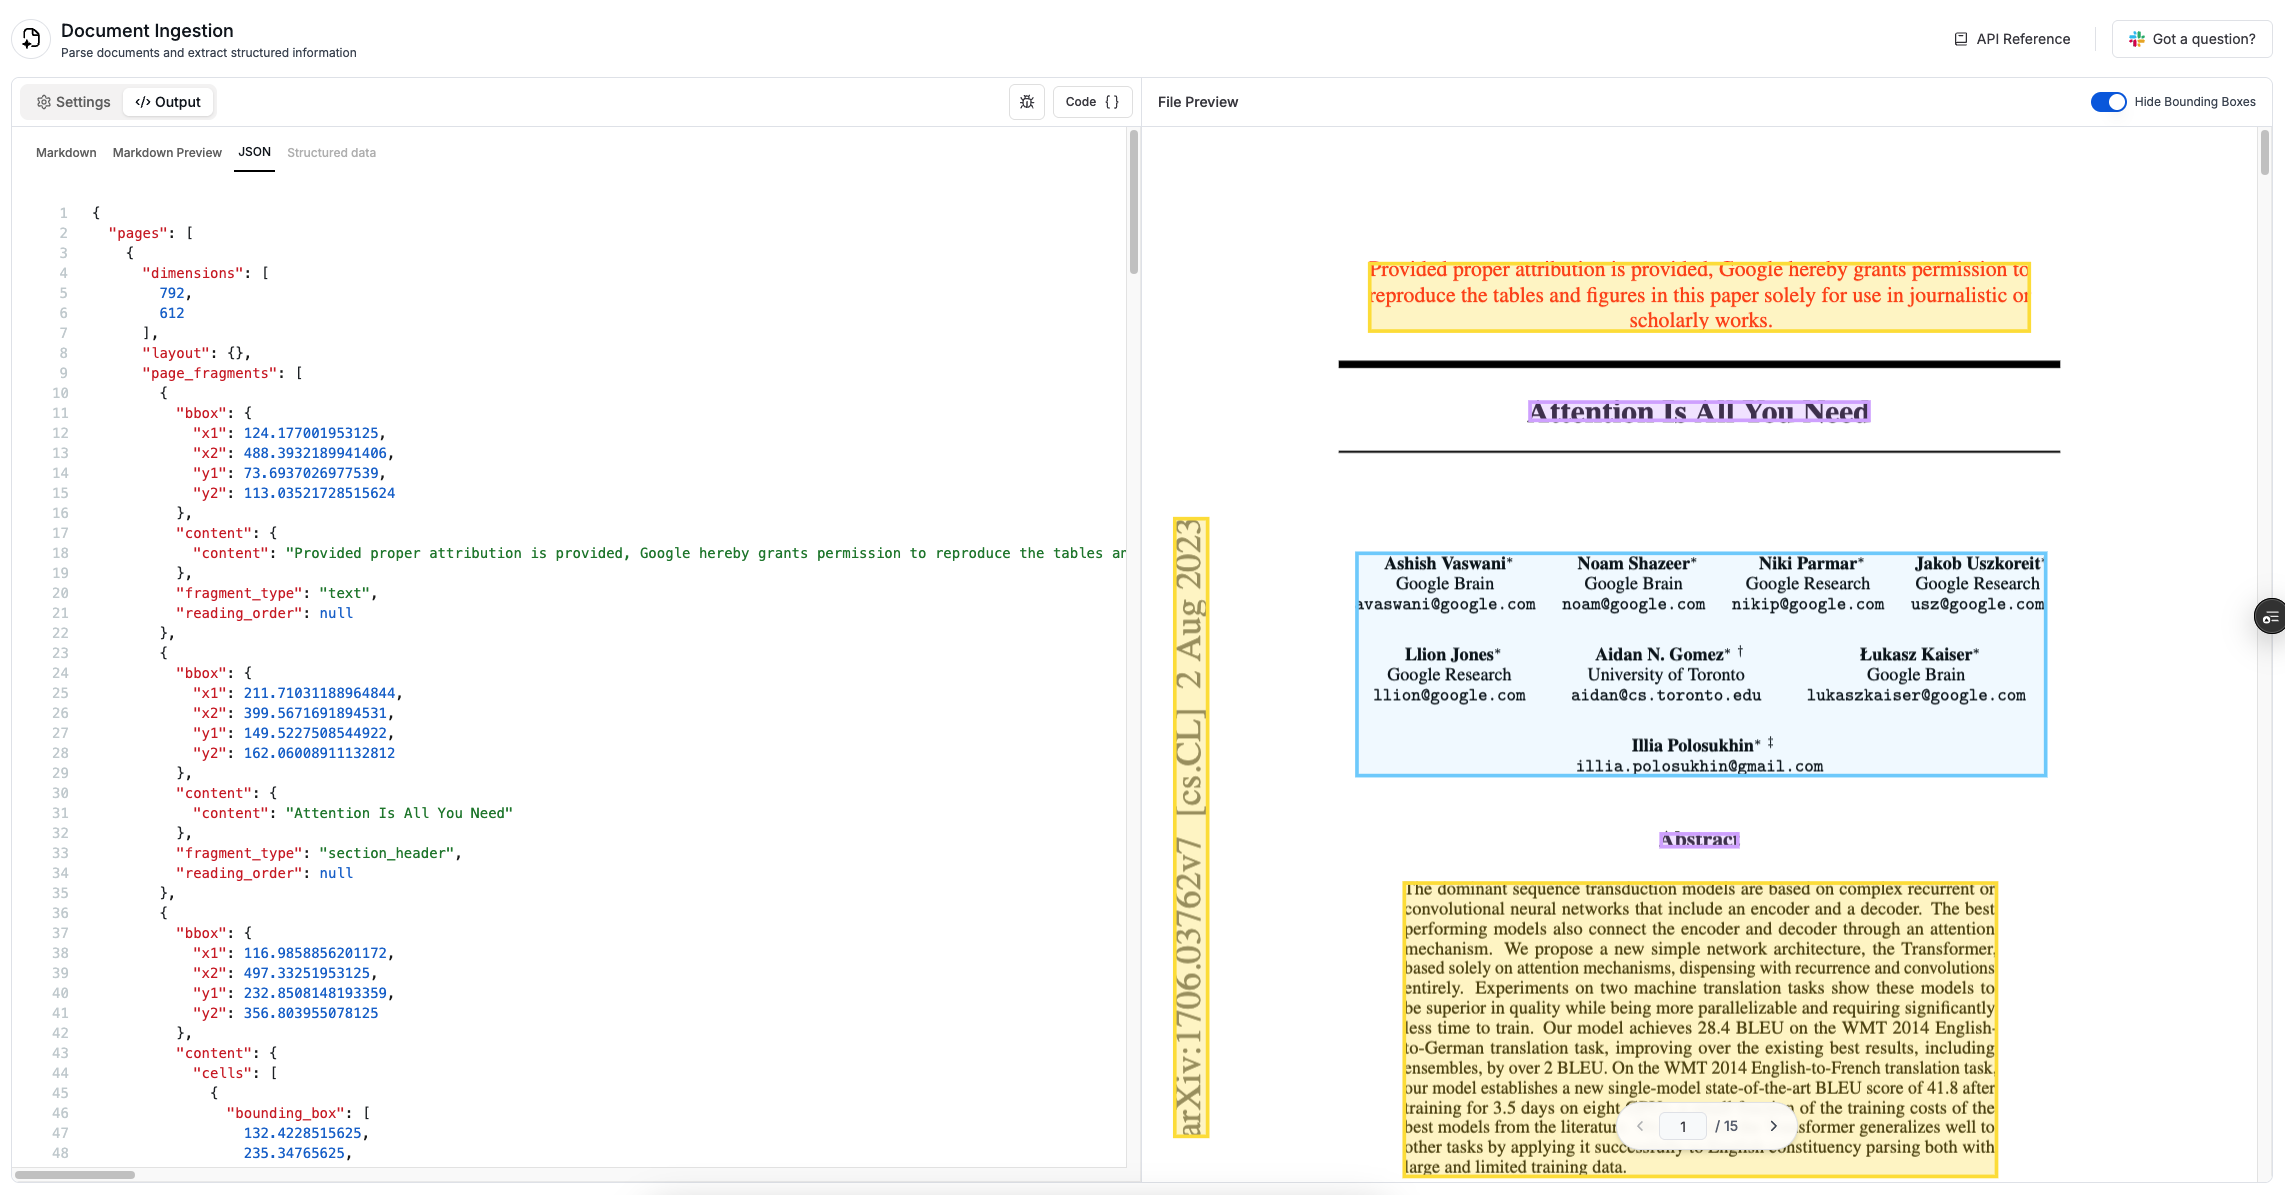 Document Ingestion
Parse documents and extract structured information
API Reference
Got a question?
Settings
</> Output
Code { }
File Preview
Hide Bounding Boxes
Markdown Markdown Preview JSON Structured data
1 {
2 "pages": [
3 {
4 "dimensions": [
5 792,
6 612
7 ],
8 "layout": {},
9 "page_fragments": [
10 {
11 "bbox": {
12 "x1": 124.177001953125,
13 "x2": 488.3932189941406,
14 "y1": 73.6937026977539,
15 "y2": 113.03521728515624
16 },
17 "content": {
18 "content": "Provided proper attribution is provided, Google hereby grants permission to reproduce the tables an
19 },
20 "fragment_type": "text",
21 "reading_order": null
22 },
23 {
24 "bbox": {
25 "x1": 211.71031188964844,
26 "x2": 399.5671691894531,
27 "y1": 149.5227508544922,
28 "y2": 162.06008911132812
29 },
30 "content": {
31 "content": "Attention Is All You Need"
32 },
33 "fragment_type": "section_header",
34 "reading_order": null
35 },
36 {
37 "bbox": {
38 "x1": 116.9858856201172,
39 "x2": 497.33251953125,
40 "y1": 232.8508148193359,
41 "y2": 356.803955078125
42 },
43 "content": {
44 "cells": [
45 {
46 "bounding_box": [
47 132.4228515625,
48 235.34765625,
Provided proper attribution is provided, Google hereby grants permission to
reproduce the tables and figures in this paper solely for use in journalistic or
scholarly works.
Attention Is All You Need
arXiv:1706.03762v7 [cs.CL] 2 Aug 2023
Ashish Vaswani* Noam Shazeer* Niki Parmar* Jakob Uszkoreit*
Google Brain Google Brain Google Research Google Research
avaswani@google.com noam@google.com nikip@google.com usz@google.com
Llion Jones* Aidan N. Gomez* † Łukasz Kaiser*
Google Research University of Toronto Google Brain
llion@google.com aidan@cs.toronto.edu lukaszkaiser@google.com
Illia Polosukhin* ‡
illia.polosukhin@gmail.com
Abstract
The dominant sequence transduction models are based on complex recurrent or
convolutional neural networks that include an encoder and a decoder. The best
performing models also connect the encoder and decoder through an attention
mechanism. We propose a new simple network architecture, the Transformer,
based solely on attention mechanisms, dispensing with recurrence and convolutions
entirely. Experiments on two machine translation tasks show these models to
be superior in quality while being more parallelizable and requiring significantly
less time to train. Our model achieves 28.4 BLEU on the WMT 2014 English-
to-German translation task, improving over the existing best results, including
ensembles, by over 2 BLEU. On the WMT 2014 English-to-French translation task,
our model establishes a new single-model state-of-the-art BLEU score of 41.8 after
training for 3.5 days on eight of the training costs of the
best models from the literatur sformer generalizes well to
other tasks by applying it successfully to English constituency parsing both with
large and limited training data.
1 / 15